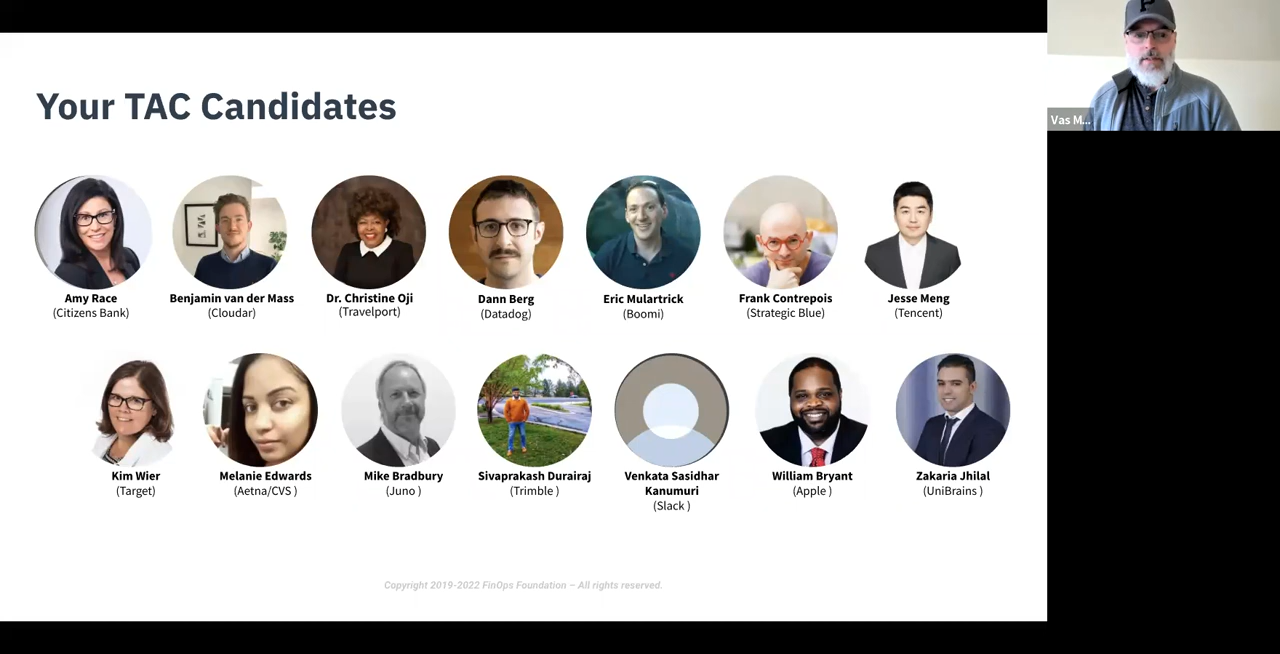 Your TAC Candidates
Vas M...
P
Amy Race
(Citizens Bank)
Benjamin van der Mass
(Cloudar)
Dr. Christine Oji
(Travelport)
Dann Berg
(Datadog)
Eric Mulartrick
(Boomi)
Frank Contrepois
(Strategic Blue)
Jesse Meng
(Tencent)
Kim Wier
(Target)
Melanie Edwards
(Aetna/CVS )
Mike Bradbury
(Juno )
Sivaprakash Durairaj
(Trimble )
Venkata Sasidhar
Kanumuri
(Slack )
William Bryant
(Apple )
Zakaria Jhilal
(UniBrains )
Copyright 2019-2022 FinOps Foundation – All rights reserved.